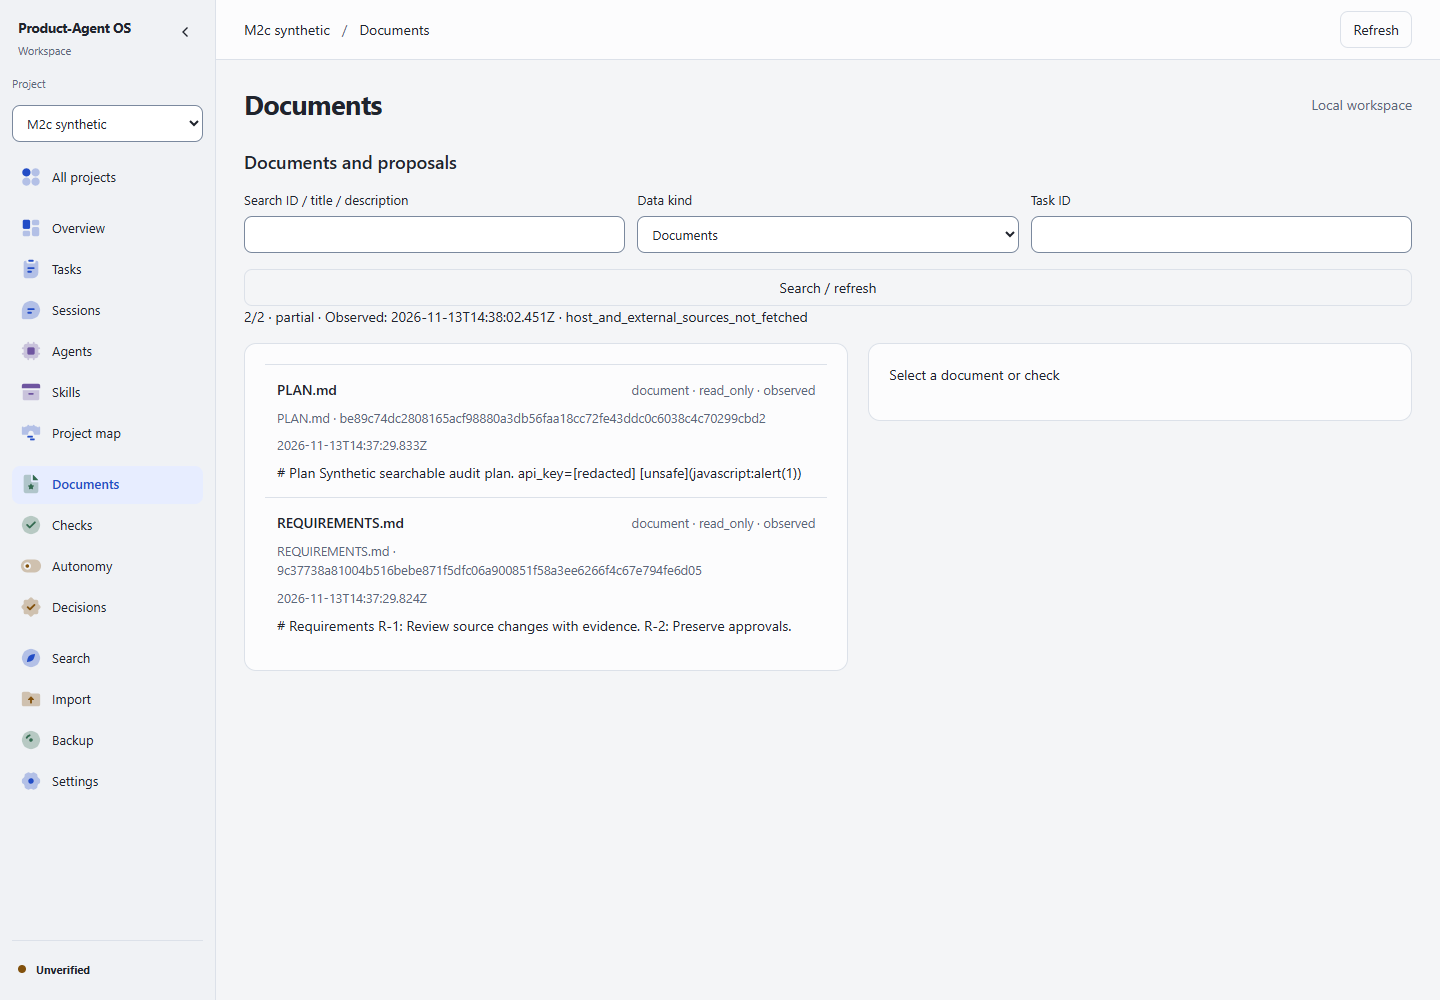 Product-Agent OS
Workspace
Project
M2c synthetic
All projects
Overview
Tasks
Sessions
Agents
Skills
Project map
Documents
Checks
Autonomy
Decisions
Search
Import
Backup
Settings
Unverified
M2c synthetic / Documents
Refresh
Documents
Local workspace
Documents and proposals
Search ID / title / description
Data kind
Task ID
Documents
Search / refresh
2/2 · partial · Observed: 2026-11-13T14:38:02.451Z · host_and_external_sources_not_fetched
PLAN.md
document · read_only · observed
PLAN.md · be89c74dc2808165acf98880a3db56faa18cc72fe43ddc0c6038c4c70299cbd2
2026-11-13T14:37:29.833Z
# Plan Synthetic searchable audit plan. api_key=[redacted] [unsafe](javascript:alert(1))
REQUIREMENTS.md
document · read_only · observed
REQUIREMENTS.md ·
9c37738a81004b516bebe871f5dfc06a900851f58a3ee6266f4c67e794fe6d05
2026-11-13T14:37:29.824Z
# Requirements R-1: Review source changes with evidence. R-2: Preserve approvals.
Select a document or check